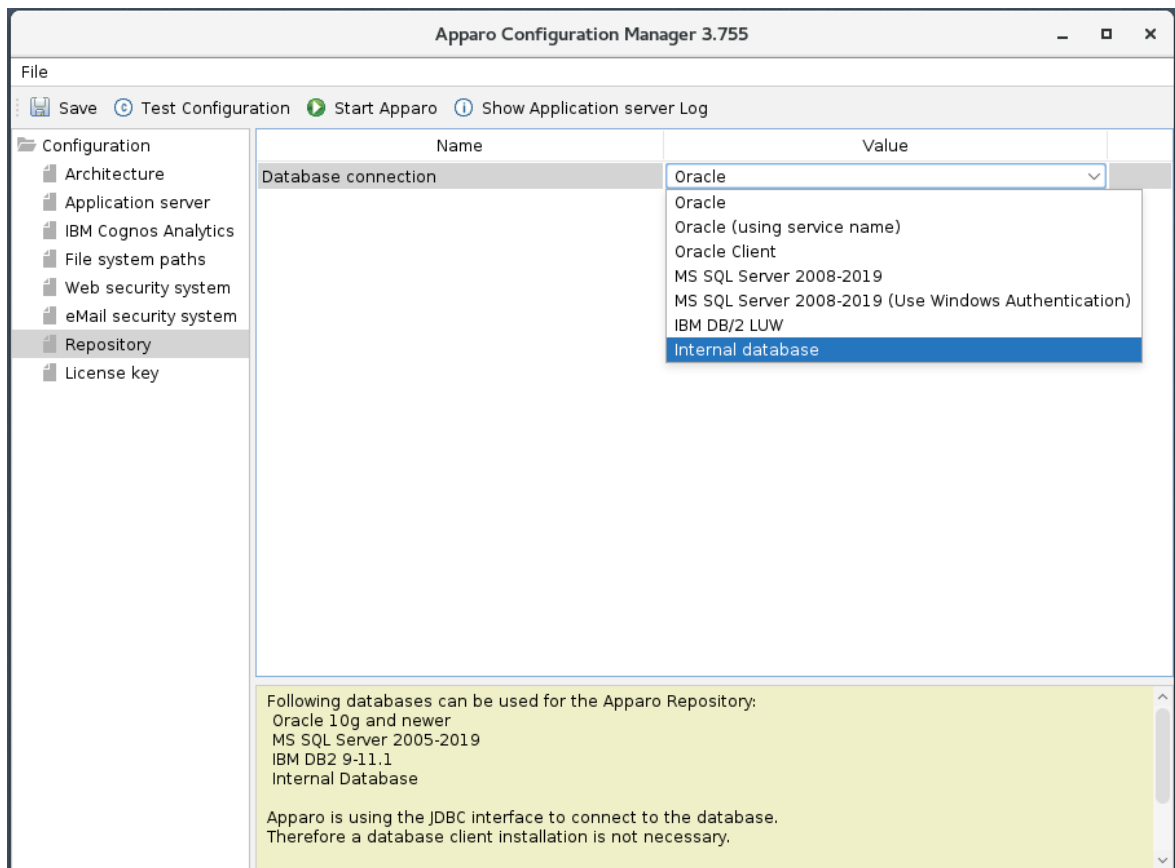 Apparo Configuration Manager 3.755
File
Save Test Configuration Start Apparo Show Application server Log
Configuration
Architecture
Application server
IBM Cognos Analytics
File system paths
Web security system
eMail security system
Repository
License key
Name Value
Database connection Oracle
Oracle
Oracle (using service name)
Oracle Client
MS SQL Server 2008-2019
MS SQL Server 2008-2019 (Use Windows Authentication)
IBM DB/2 LUW
Internal database
Following databases can be used for the Apparo Repository:
Oracle 10g and newer
MS SQL Server 2005-2019
IBM DB2 9-11.1
Internal Database
Apparo is using the JDBC interface to connect to the database.
Therefore a database client installation is not necessary.